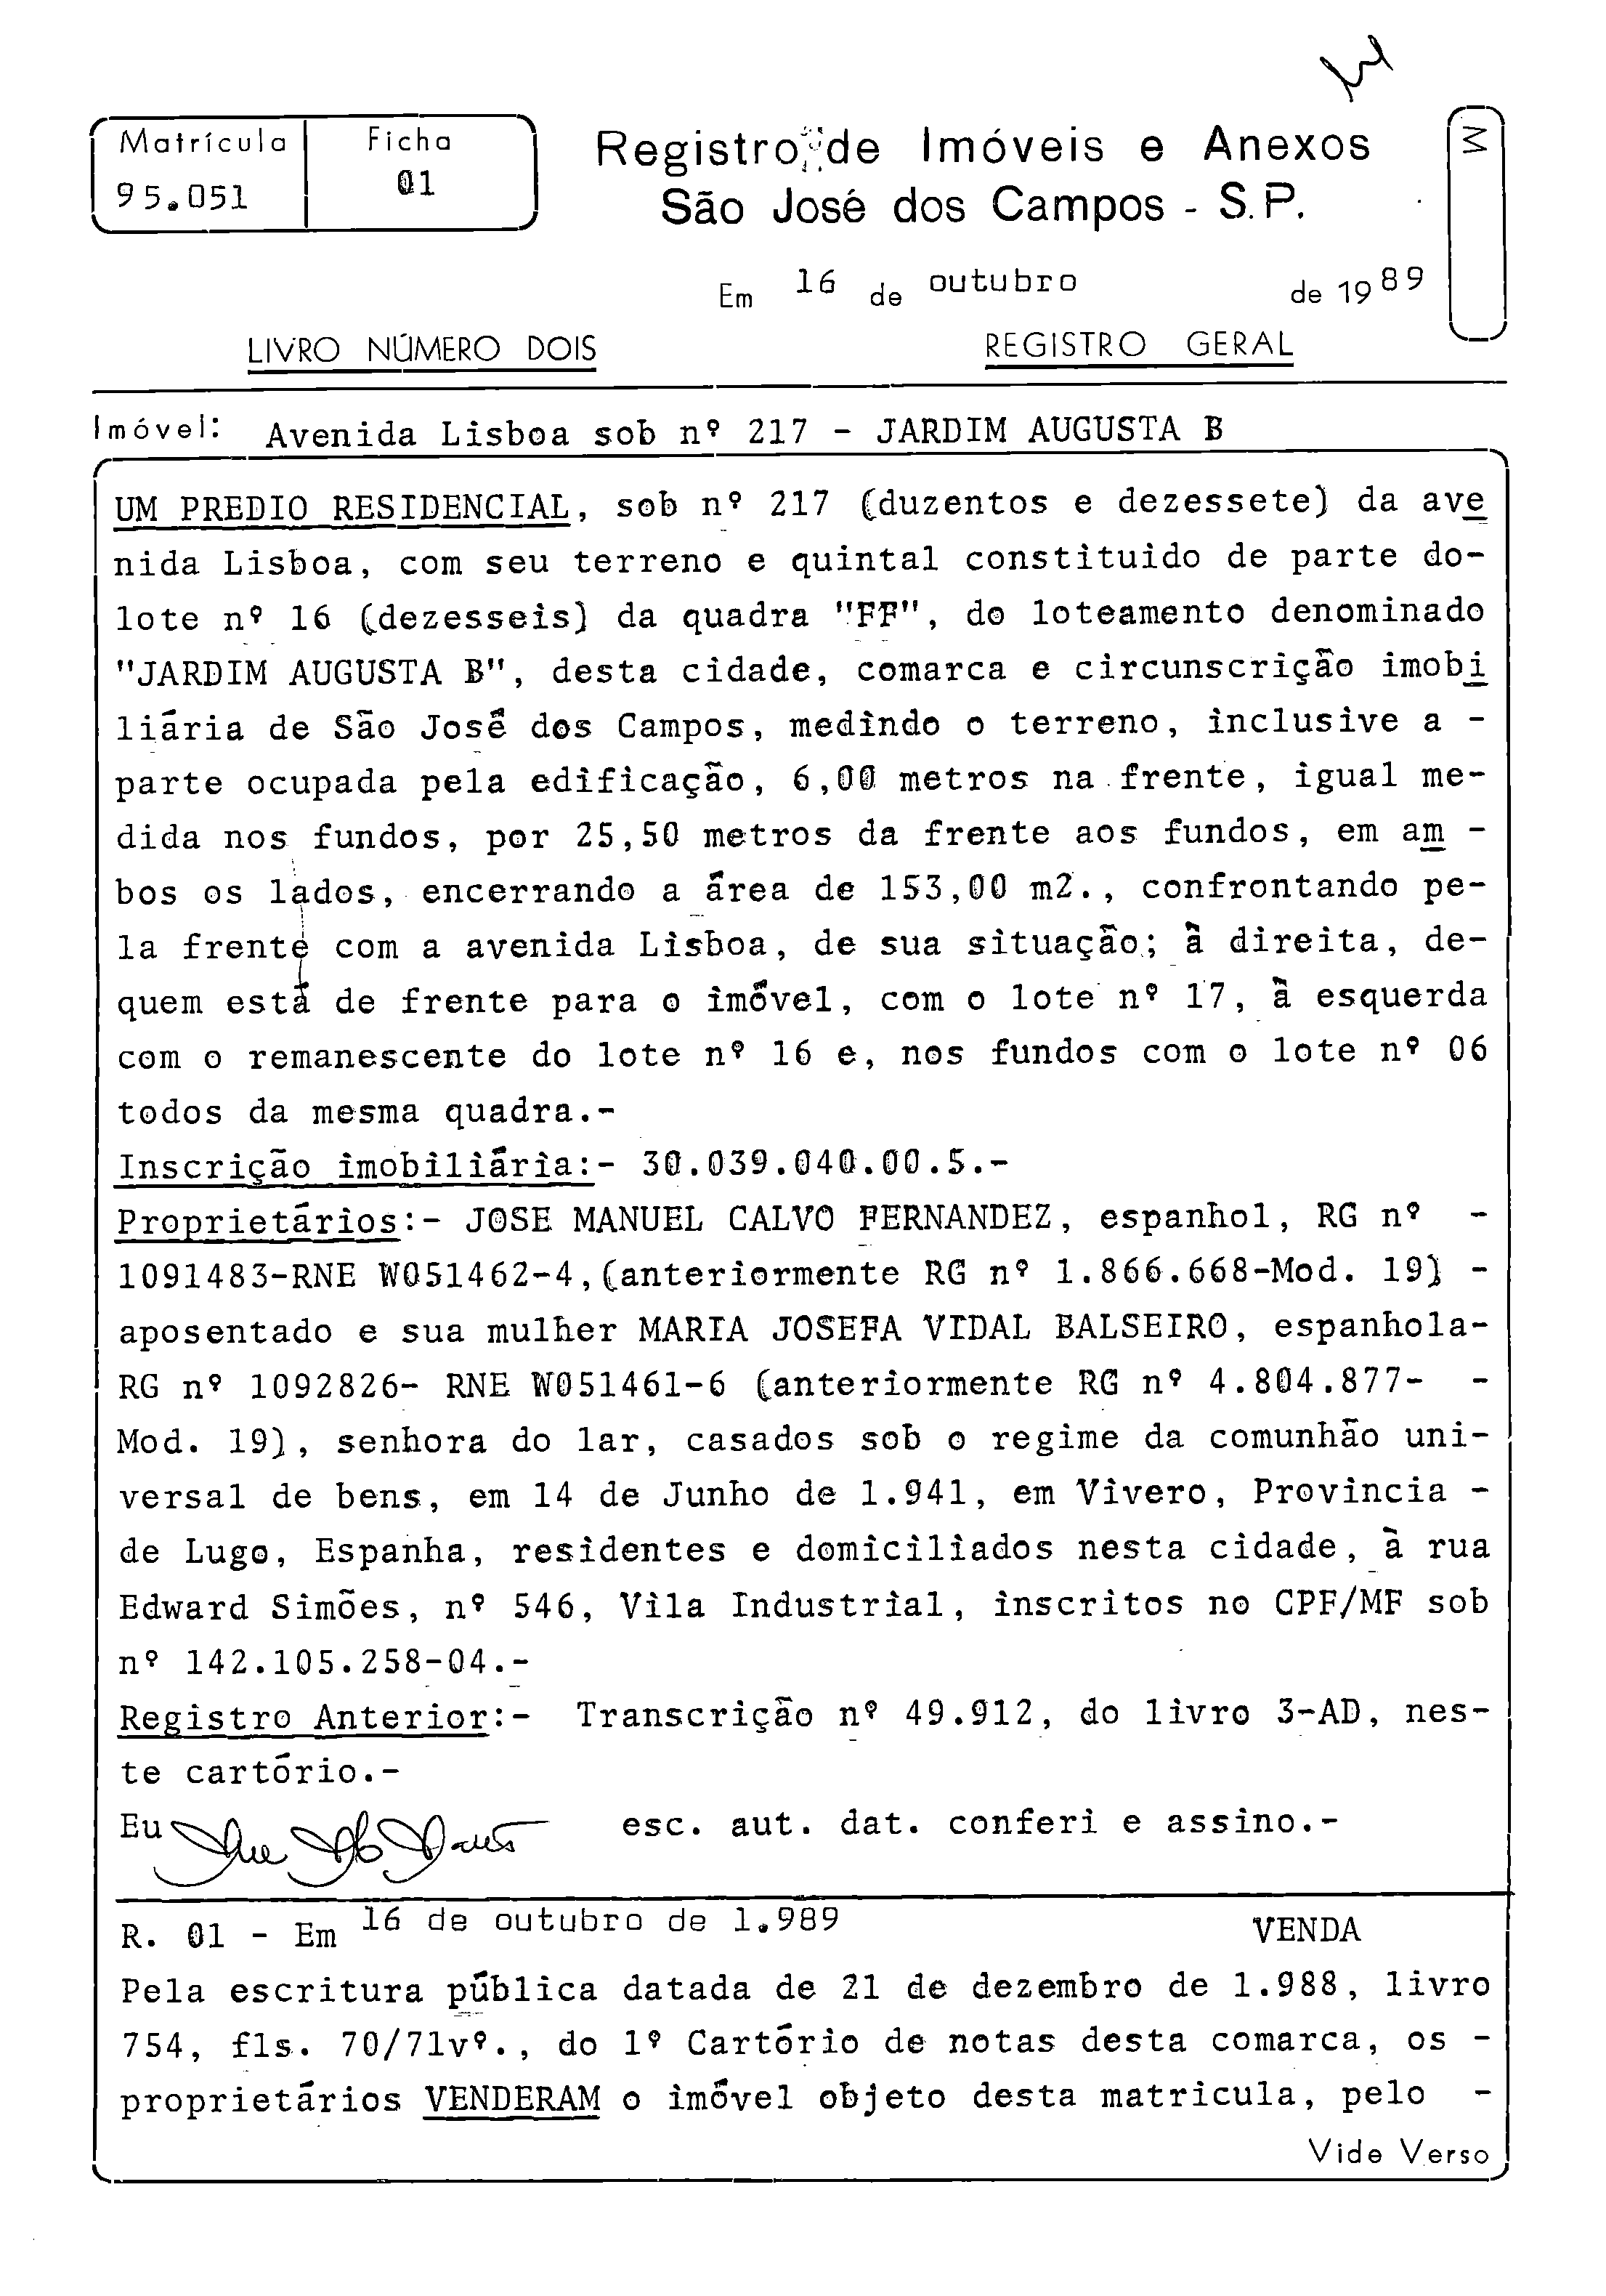 Matrícula
95.051
Ficha
01
Registro de Imóveis e Anexos
São José dos Campos - S.P.
M
Em 16 de outubro de 1989
LIVRO NÚMERO DOIS
REGISTRO GERAL
Imóvel: Avenida Lisboa sob nº 217 - JARDIM AUGUSTA B
UM PREDIO RESIDENCIAL, sob nº 217 (duzentos e dezessete) da ave
nida Lisboa, com seu terreno e quintal constituido de parte do-
lote nº 16 (dezesseis) da quadra "FF", do loteamento denominado
"JARDIM AUGUSTA B", desta cidade, comarca e circunscrição imobi
liária de São José dos Campos, medindo o terreno, inclusive a -
parte ocupada pela edificação, 6,00 metros na frente, igual me-
dida nos fundos, por 25,50 metros da frente aos fundos, em am -
bos os lados, encerrando a área de 153,00 m2., confrontando pe-
la frente com a avenida Lisboa, de sua situação; à direita, de-
quem está de frente para o imóvel, com o lote nº 17, à esquerda
com o remanescente do lote nº 16 e, nos fundos com o lote nº 06
todos da mesma quadra.-
Inscrição imobiliária:- 30.039.040.00.5.-
Proprietários:- JOSE MANUEL CALVO FERNANDEZ, espanhol, RG nº -
1091483-RNE W051462-4,(anteriormente RG nº 1.866.668-Mod. 19) -
aposentado e sua mulher MARIA JOSEFA VIDAL BALSEIRO, espanhola-
RG nº 1092826- RNE W051461-6 (anteriormente RG nº 4.804.877- -
Mod. 19), senhora do lar, casados sob o regime da comunhão uni-
versal de bens, em 14 de Junho de 1.941, em Vivero, Provincia -
de Lugo, Espanha, residentes e domiciliados nesta cidade, à rua
Edward Simões, nº 546, Vila Industrial, inscritos no CPF/MF sob
nº 142.105.258-04.-
Registro Anterior:- Transcrição nº 49.912, do livro 3-AD, nes-
te cartório.-
Eu esc. aut. dat. conferi e assino.-
R. 01 - Em 16 de outubro de 1.989 VENDA
Pela escritura pública datada de 21 de dezembro de 1.988, livro
754, fls. 70/71vº., do 1º Cartório de notas desta comarca, os -
proprietários VENDERAM o imóvel objeto desta matricula, pelo -
Vide Verso